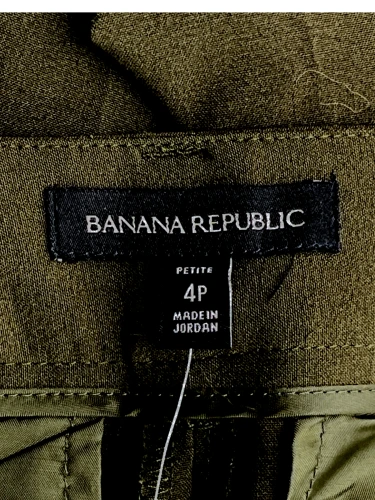 BANANA REPUBLIC
PETITE
4P
MADE IN
JORDAN